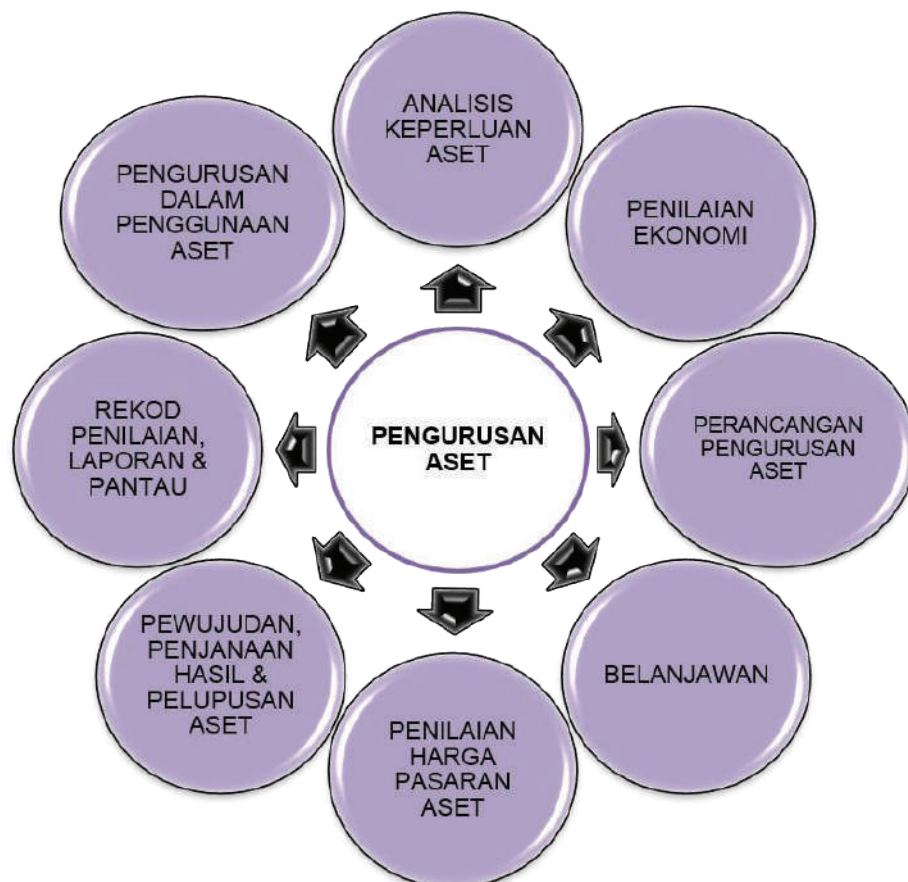 ANALISIS
KEPERLUAN
ASET
PENILAIAN
EKONOMI
PERANCANGAN
PENGURUSAN
ASET
BELANJAWAN
PENILAIAN
HARGA
PASARAN
ASET
PEWUJUDAN,
PENJANAAN
HASIL &
PELUPUSAN
ASET
REKOD
PENILAIAN,
LAPORAN &
PANTAU
PENGURUSAN
DALAM
PENGGUNAAN
ASET
PENGURUSAN
ASET